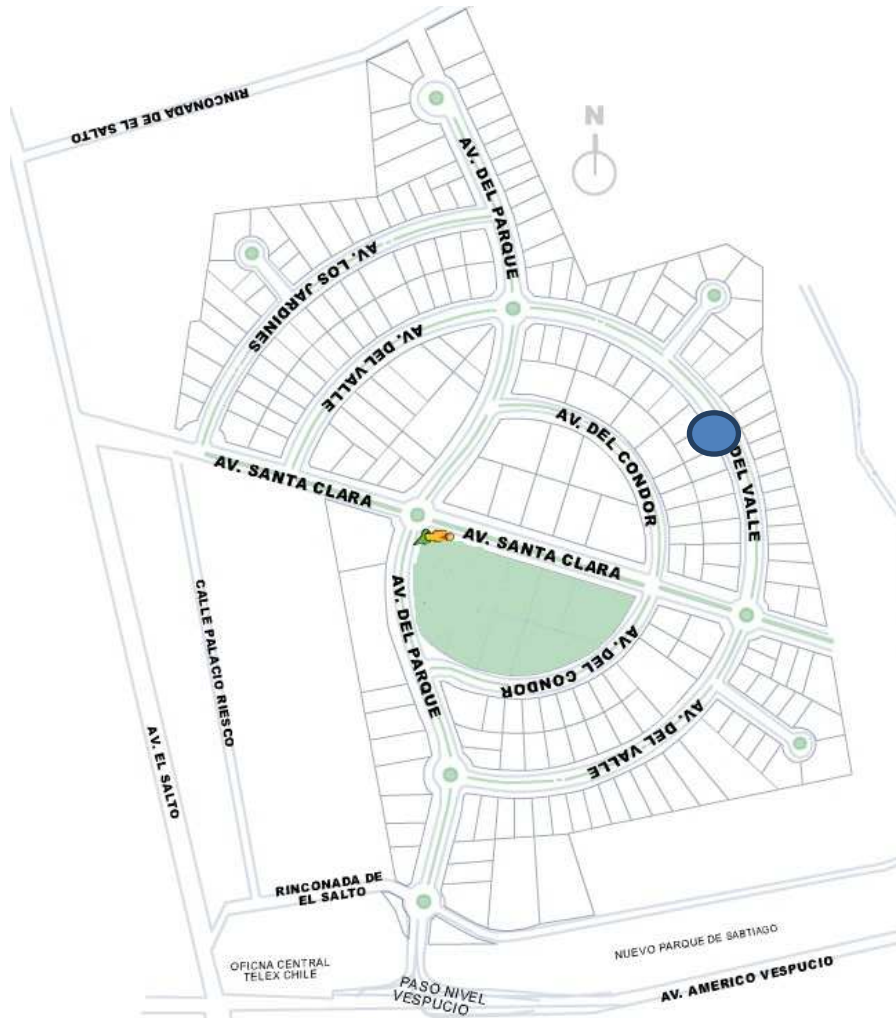 RINCONADA DE EL SALTO
N
AV. DEL PARQUE
AV. LOS JARDINES
AV. DEL VALLE
AV. DEL CONDOR
DEL VALLE
AV. SANTA CLARA
AV. SANTA CLARA
CALLE PALACIO RIESCO
AV. DEL PARQUE
AV. DEL CONDOR
AV. DEL VALLE
AV. EL SALTO
RINCONADA DE
EL SALTO
OFICNA CENTRAL
TELEX CHILE
NUEVO PARQUE DE SABTIAGO
PASO NIVEL
VESPUCIO
AV. AMERICO VESPUCIO